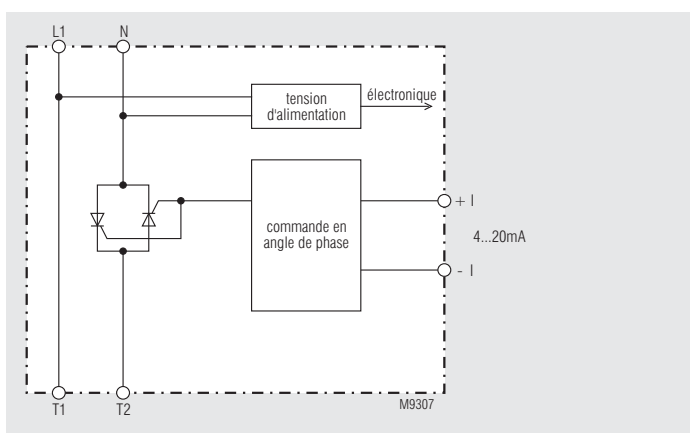 L1 N
tension
d'alimentation
électronique
commande en
angle de phase
+ I
4...20mA
- I
M9307
T1 T2